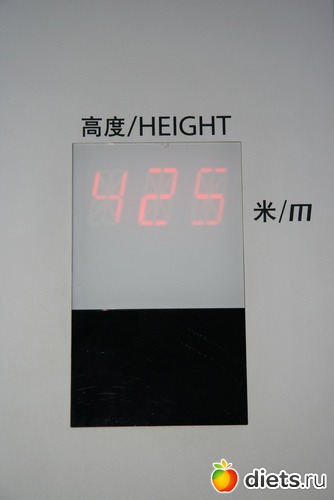 高度/HEIGHT
425
米/m
diets.ru